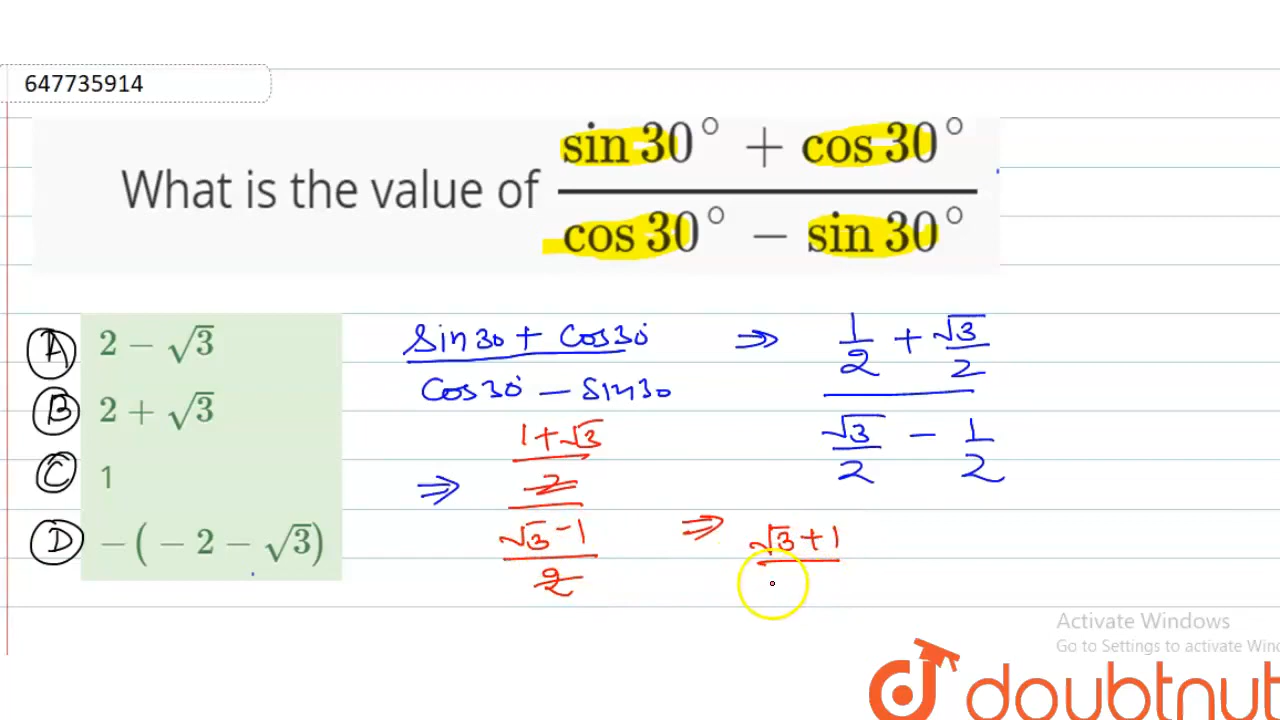 647735914
What is the value of (sin 30° + cos 30°) / (cos 30° − sin 30°)
A 2 − √3
B 2 + √3
C 1
D −(−2 − √3)
Sin 30 + Cos 30°
Cos 30° − Sin 30
⇒ 1/2 + √3/2
√3/2 − 1/2
⇒ 1 + √3
2
√3 − 1
2
⇒ √3 + 1
Activate Windows
Go to Settings to activate Win
doubtnut